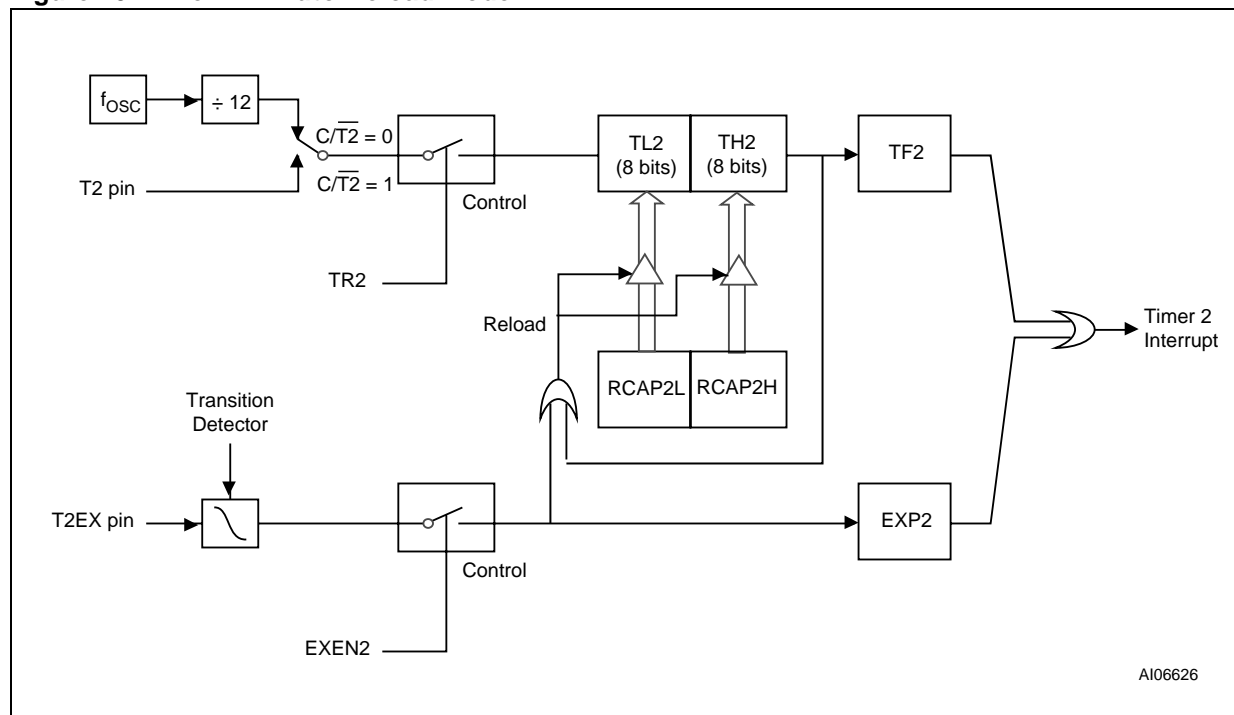 fOSC
÷ 12
C/T2 = 0
C/T2 = 1
T2 pin
Control
TR2
TL2
(8 bits)
TH2
(8 bits)
TF2
Reload
RCAP2L
RCAP2H
Timer 2
Interrupt
Transition
Detector
T2EX pin
Control
EXEN2
EXP2
AI06626